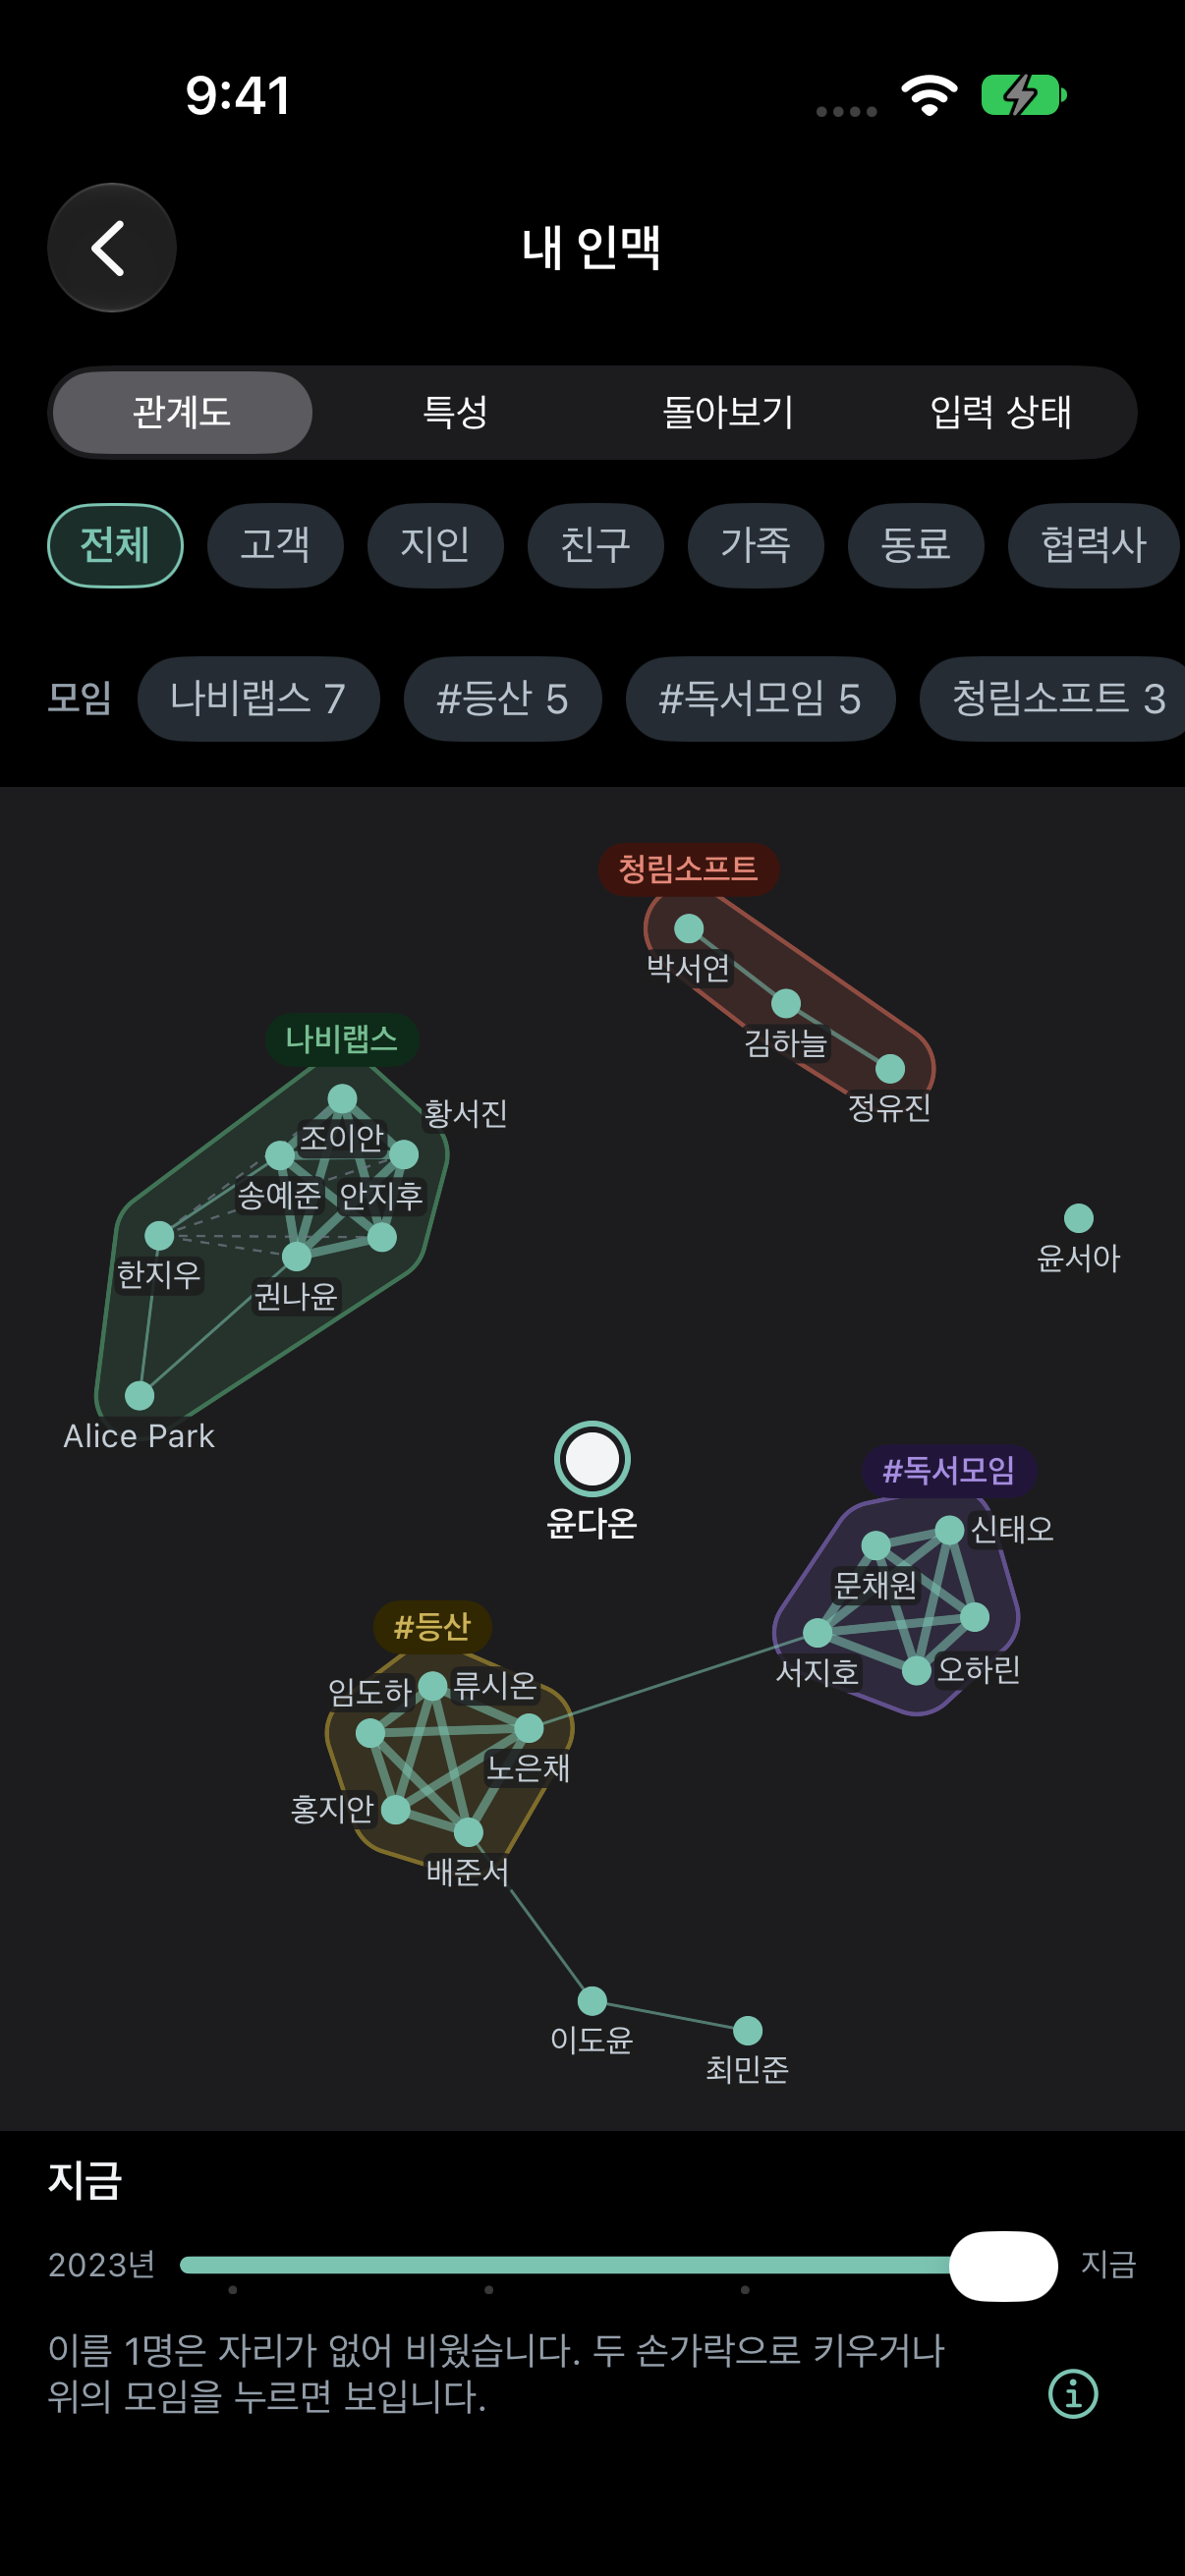 9:41
내 인맥
관계도 특성 돌아보기 입력 상태
전체 고객 지인 친구 가족 동료 협력사
모임 나비랩스 7 #등산 5 #독서모임 5 청림소프트 3
청림소프트
박서연
김하늘
정유진
나비랩스
황서진
조이안
송예준 안지후
한지우
권나윤
윤서아
Alice Park
윤다온
#독서모임
신태오
문채원
서지호 오하린
#등산
임도하 류시온
노은채
홍지안
배준서
이도윤
최민준
지금
2023년 지금
이름 1명은 자리가 없어 비웠습니다. 두 손가락으로 키우거나
위의 모임을 누르면 보입니다.